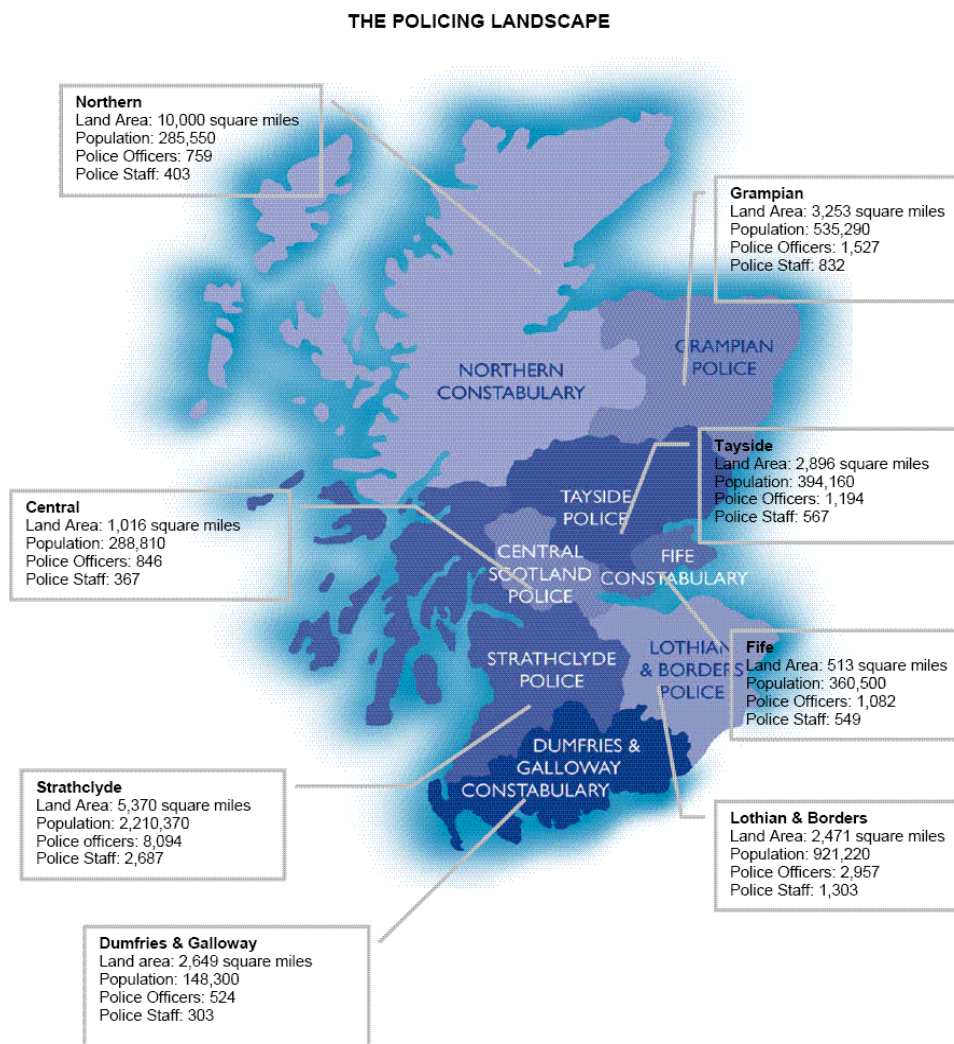 THE POLICING LANDSCAPE
Northern
Land Area: 10,000 square miles
Population: 285,550
Police Officers: 759
Police Staff: 403
Grampian
Land Area: 3,253 square miles
Population: 535,290
Police Officers: 1,527
Police Staff: 832
GRAMPIAN
POLICE
NORTHERN
CONSTABULARY
Tayside
Land Area: 2,896 square miles
Population: 394,160
Police Officers: 1,194
Police Staff: 567
TAYSIDE
POLICE
Central
Land Area: 1,016 square miles
Population: 288,810
Police Officers: 846
Police Staff: 367
CENTRAL
SCOTLAND
POLICE
FIFE
CONSTABULARY
STRATHCLYDE
POLICE
LOTHIAN
& BORDERS
POLICE
Fife
Land Area: 513 square miles
Population: 360,500
Police Officers: 1,082
Police Staff: 549
DUMFRIES &
GALLOWAY
CONSTABULARY
Strathclyde
Land Area: 5,370 square miles
Population: 2,210,370
Police officers: 8,094
Police Staff: 2,687
Lothian & Borders
Land Area: 2,471 square miles
Population: 921,220
Police Officers: 2,957
Police Staff: 1,303
Dumfries & Galloway
Land area: 2,649 square miles
Population: 148,300
Police Officers: 524
Police Staff: 303